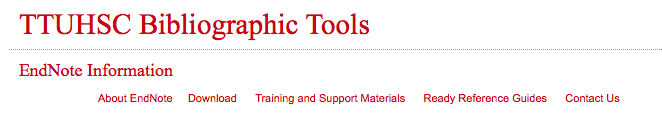 TTUHSC Bibliographic Tools
EndNote Information
About EndNote Download Training and Support Materials Ready Reference Guides Contact Us